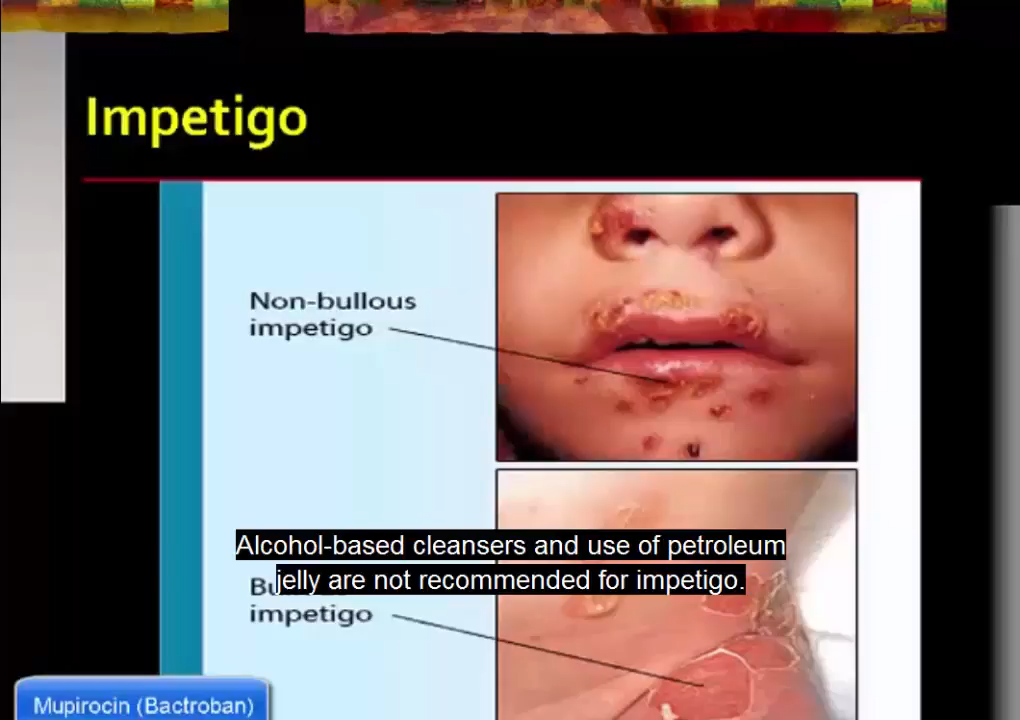 Impetigo
Non-bullous
impetigo
Alcohol-based cleansers and use of petroleum
jelly are not recommended for impetigo.
impetigo
Mupirocin (Bactroban)